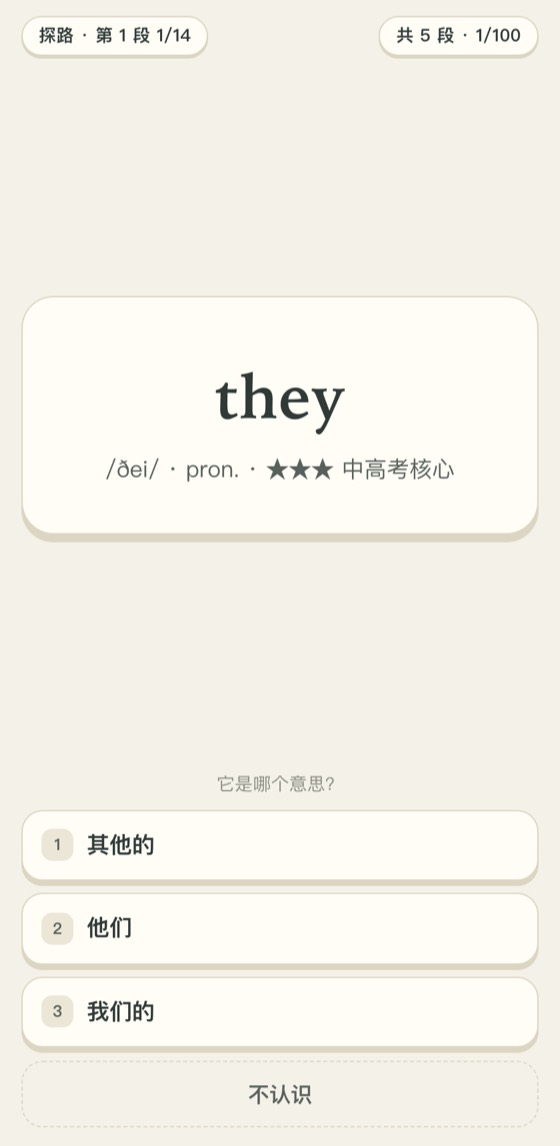 探路 · 第 1 段 1/14
共 5 段 · 1/100
they
/ðei/ · pron. · ★★★ 中高考核心
它是哪个意思?
1 其他的
2 他们
3 我们的
不认识